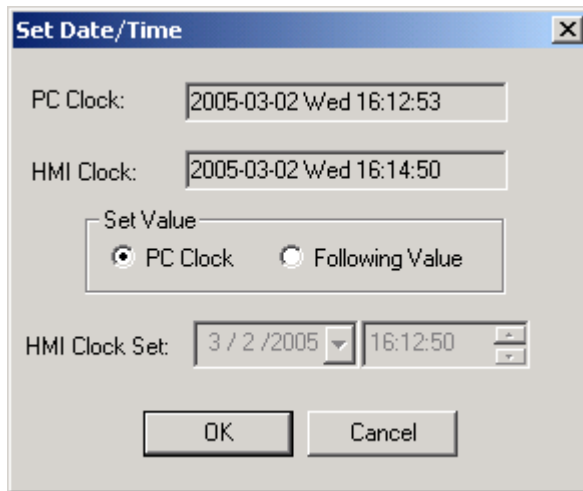 Set Date/Time
PC Clock: 2005-03-02 Wed 16:12:53
HMI Clock: 2005-03-02 Wed 16:14:50
Set Value
PC Clock Following Value
HMI Clock Set: 3 / 2 /2005 16:12:50
OK Cancel